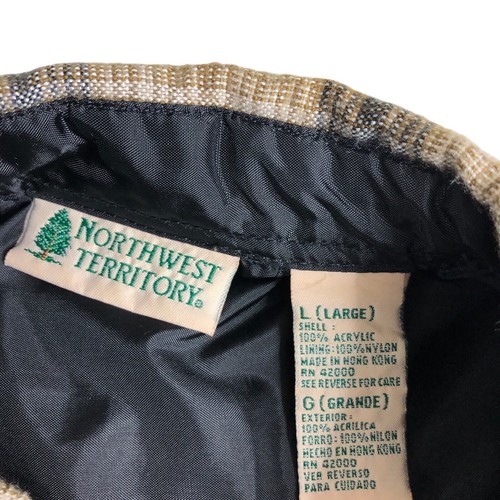 NORTHWEST
TERRITORY®
L (LARGE)
SHELL:
100% ACRYLIC
LINING: 100% NYLON
MADE IN HONG KONG
RN 42000
SEE REVERSE FOR CARE
G (GRANDE)
EXTERIOR:
100% ACRILICA
FORRO: 100% NILON
HECHO EN HONG KONG
RN 42000
VER REVERSO
PARA CUIDADO